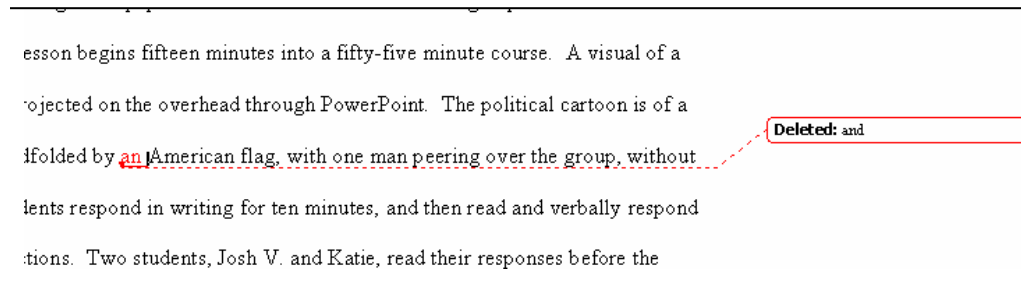 esson begins fifteen minutes into a fifty-five minute course. A visual of a
rojected on the overhead through PowerPoint. The political cartoon is of a
Deleted: and
dfolded by an American flag, with one man peering over the group, without
dents respond in writing for ten minutes, and then read and verbally respond
ctions. Two students, Josh V. and Katie, read their responses before the